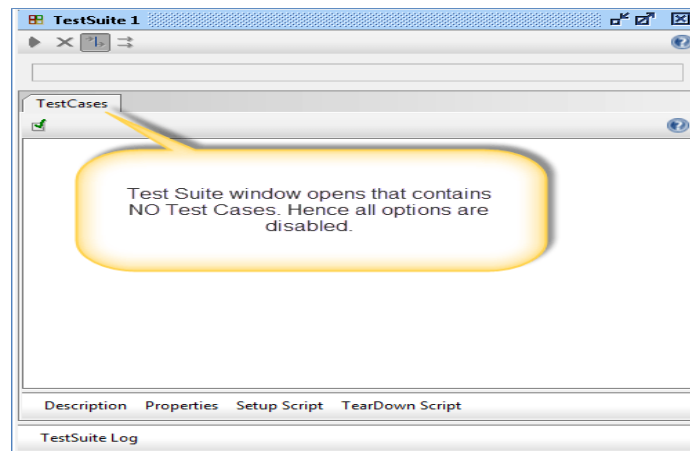 TestSuite 1
TestCases
Test Suite window opens that contains
NO Test Cases. Hence all options are
disabled.
Description Properties Setup Script TearDown Script
TestSuite Log